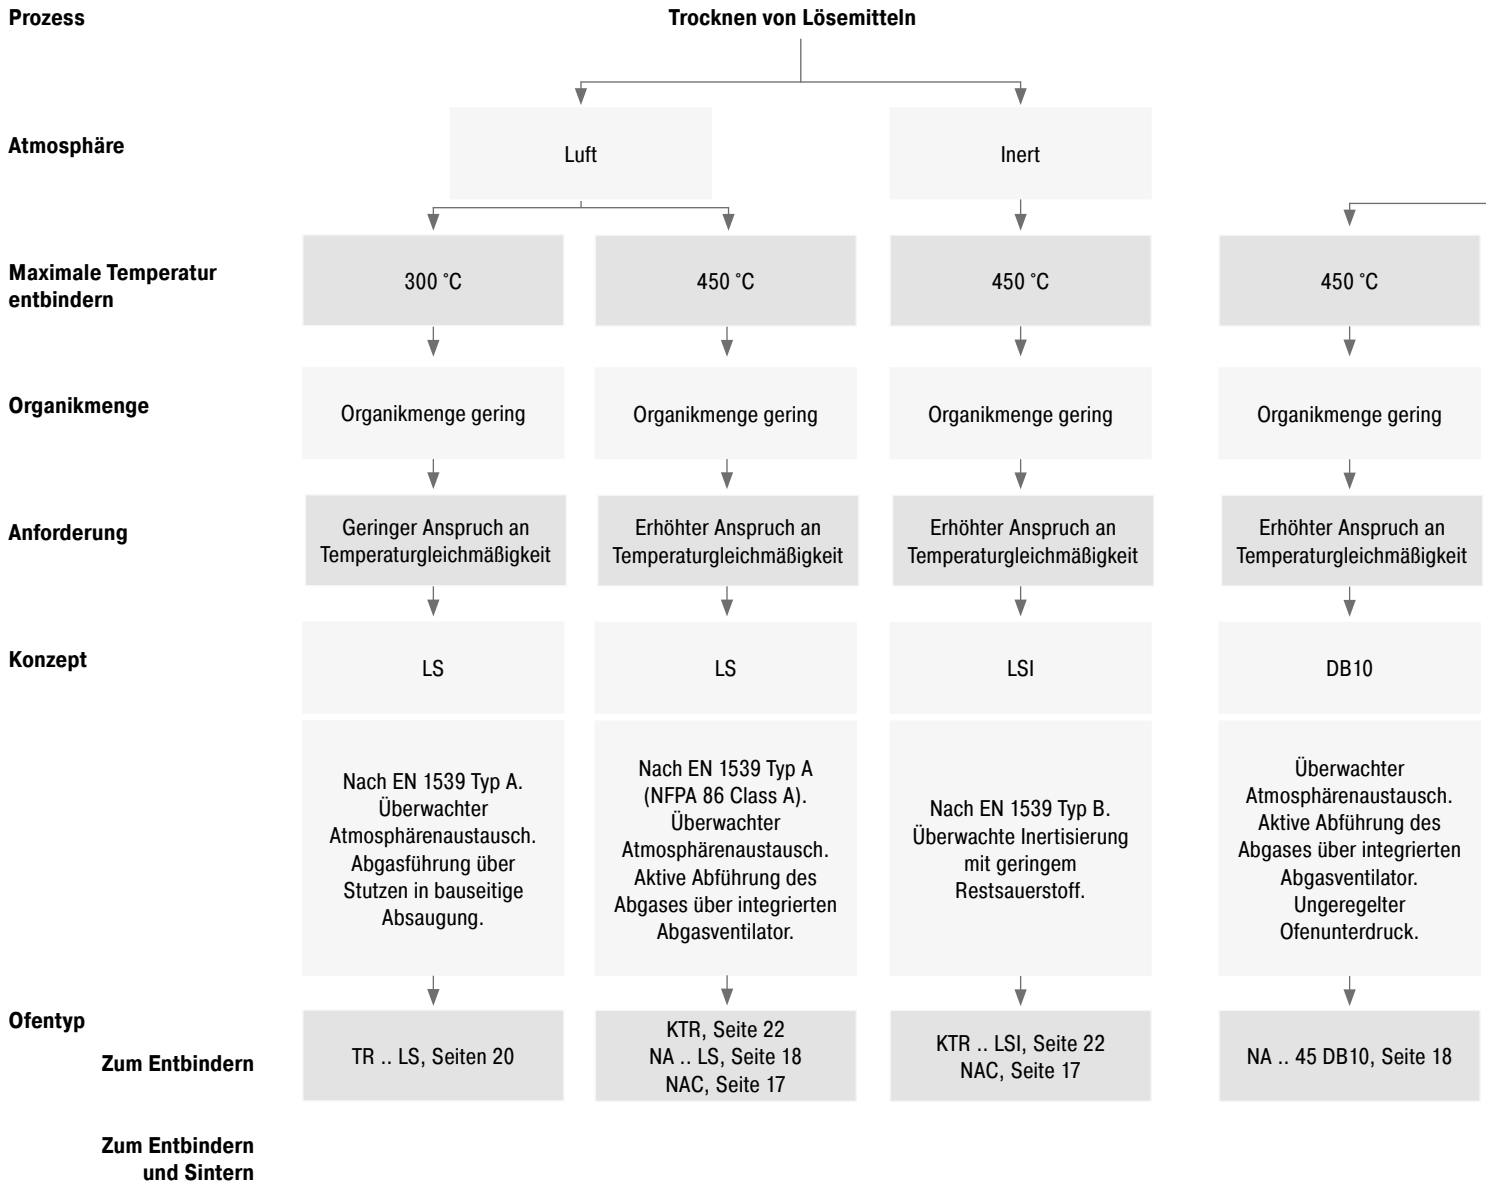 Prozess
Trocknen von Lösemitteln
Atmosphäre
Luft
Inert
Maximale Temperatur
entbindern
300 °C
450 °C
450 °C
450 °C
Organikmenge
Organikmenge gering
Organikmenge gering
Organikmenge gering
Organikmenge gering
Anforderung
Geringer Anspruch an
Temperaturgleichmäßigkeit
Erhöhter Anspruch an
Temperaturgleichmäßigkeit
Erhöhter Anspruch an
Temperaturgleichmäßigkeit
Erhöhter Anspruch an
Temperaturgleichmäßigkeit
Konzept
LS
LS
LSI
DB10
Nach EN 1539 Typ A.
Überwachter
Atmosphärenaustausch.
Abgasführung über
Stutzen in bauseitige
Absaugung.
Nach EN 1539 Typ A
(NFPA 86 Class A).
Überwachter
Atmosphärenaustausch.
Aktive Abführung des
Abgases über integrierten
Abgasventilator.
Nach EN 1539 Typ B.
Überwachte Inertisierung
mit geringem
Restsauerstoff.
Überwachter
Atmosphärenaustausch.
Aktive Abführung des
Abgases über integrierten
Abgasventilator.
Ungeregelter
Ofenunterdruck.
Ofentyp
Zum Entbindern
TR .. LS, Seiten 20
KTR, Seite 22
NA .. LS, Seite 18
NAC, Seite 17
KTR .. LSI, Seite 22
NAC, Seite 17
NA .. 45 DB10, Seite 18
Zum Entbindern
und Sintern